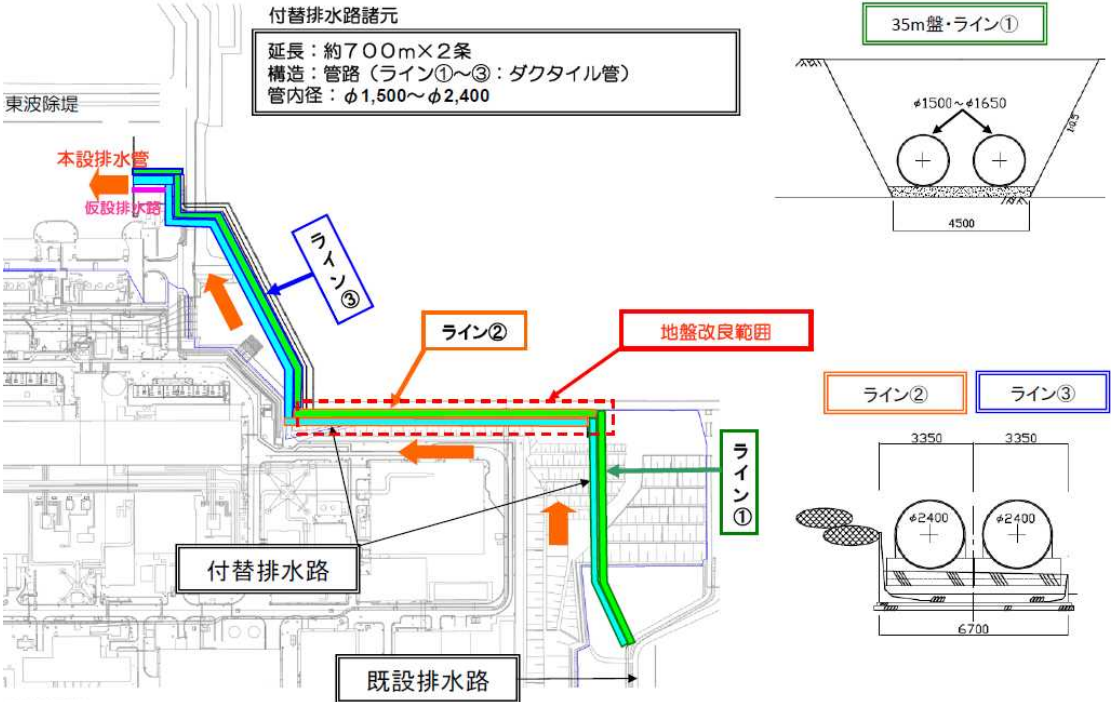 付替排水路諸元
延長：約７００ｍ×２条
構造：管路（ライン①～③：ダクタイル管）
管内径：φ1,500～φ2,400
35m盤・ライン①
φ1500～φ1650
1:0.5
4500
東波除堤
本設排水管
仮設排水路
ライン③
ライン②
地盤改良範囲
ライン①
付替排水路
既設排水路
ライン②
ライン③
3350
3350
φ2400
φ2400
6700